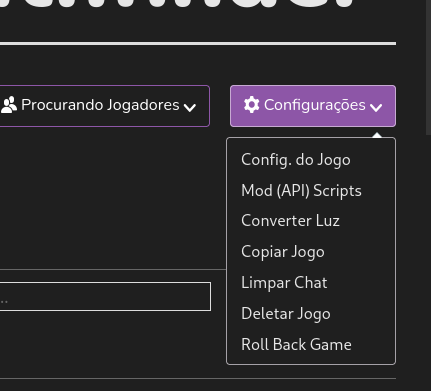 Procurando Jogadores
Configurações
Config. do Jogo
Mod (API) Scripts
Converter Luz
Copiar Jogo
Limpar Chat
Deletar Jogo
Roll Back Game
..